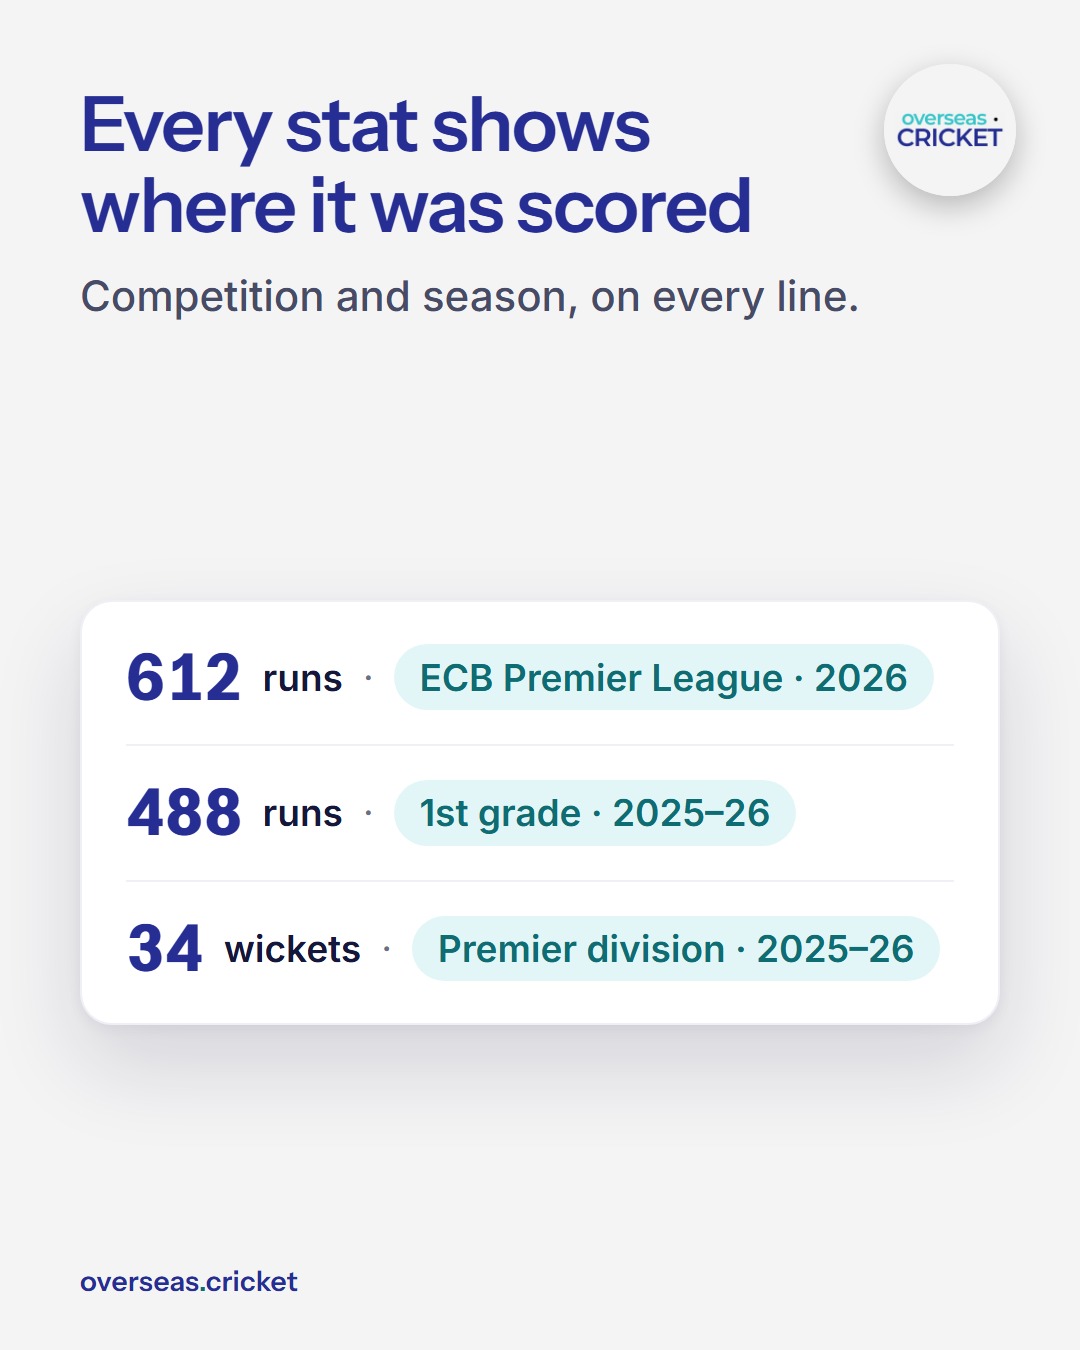 Every stat shows
where it was scored
overseas ·
CRICKET
Competition and season, on every line.
612 runs · ECB Premier League · 2026
488 runs · 1st grade · 2025–26
34 wickets · Premier division · 2025–26
overseas.cricket